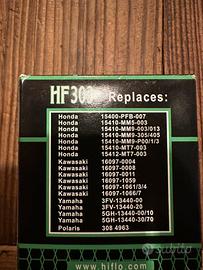 HF303 Replaces:
Honda 15400-PFB-007
Honda 15410-MM5-003
Honda 15410-MM9-003/013
Honda 15410-MM9-305/405
Honda 15410-MM9-P00/1/3
Honda 15410-MT7-003
Honda 15412-MT7-003
Kawasaki 16097-0004
Kawasaki 16097-0008
Kawasaki 16097-0011
Kawasaki 16097-1059
Kawasaki 16097-1061/3/4
Kawasaki 16097-1066/7
Yamaha 3FV-13440-00
Yamaha 3FV-13440-20
Yamaha 5GH-13440-00/10
Yamaha 5GH-13440-30/70
Polaris 308 4963
www.hiflo.com
Subito